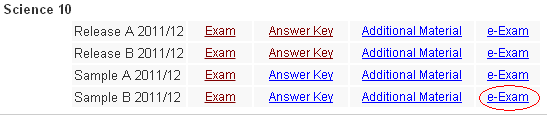 Science 10
Release A 2011/12 Exam Answer Key Additional Material e-Exam
Release B 2011/12 Exam Answer Key Additional Material e-Exam
Sample A 2011/12 Exam Answer Key Additional Material e-Exam
Sample B 2011/12 Exam Answer Key Additional Material e-Exam